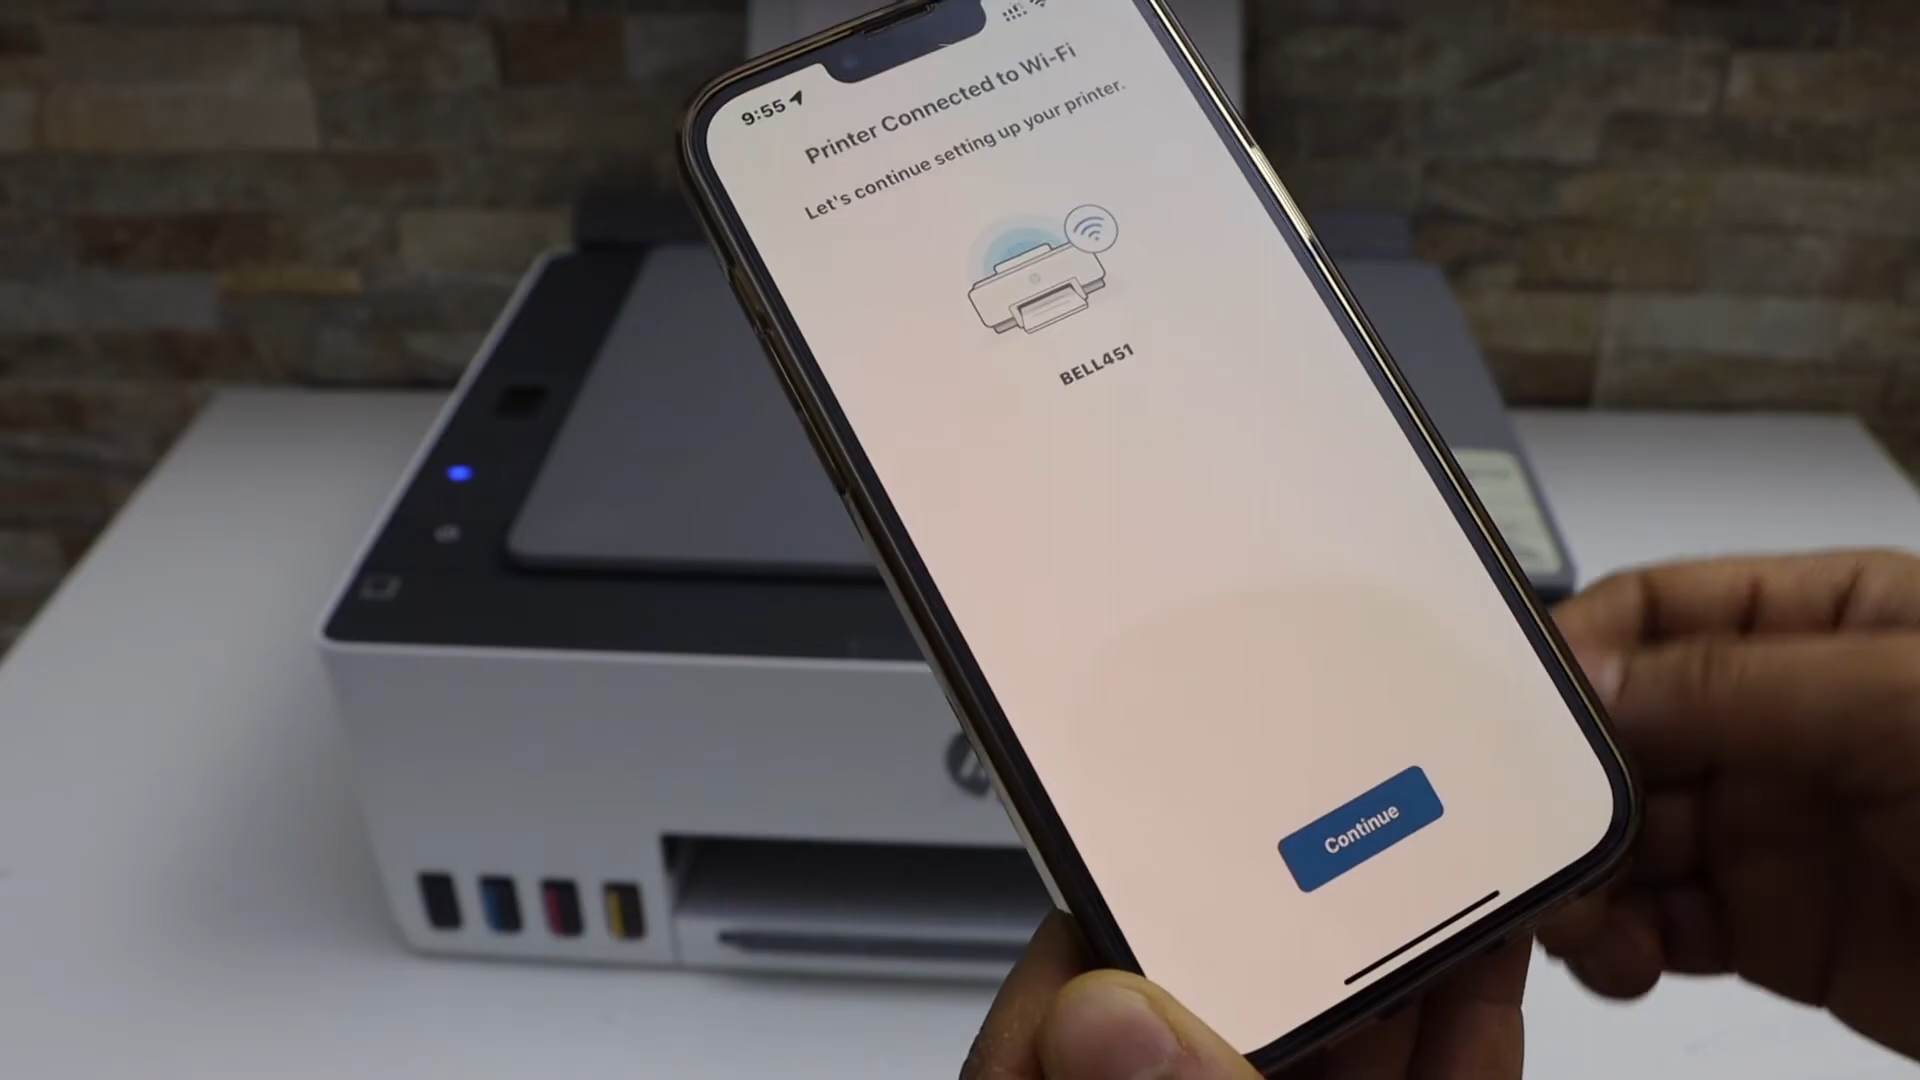 9:55
Printer Connected to Wi-Fi
Let's continue setting up your printer.
BELL451
Continue